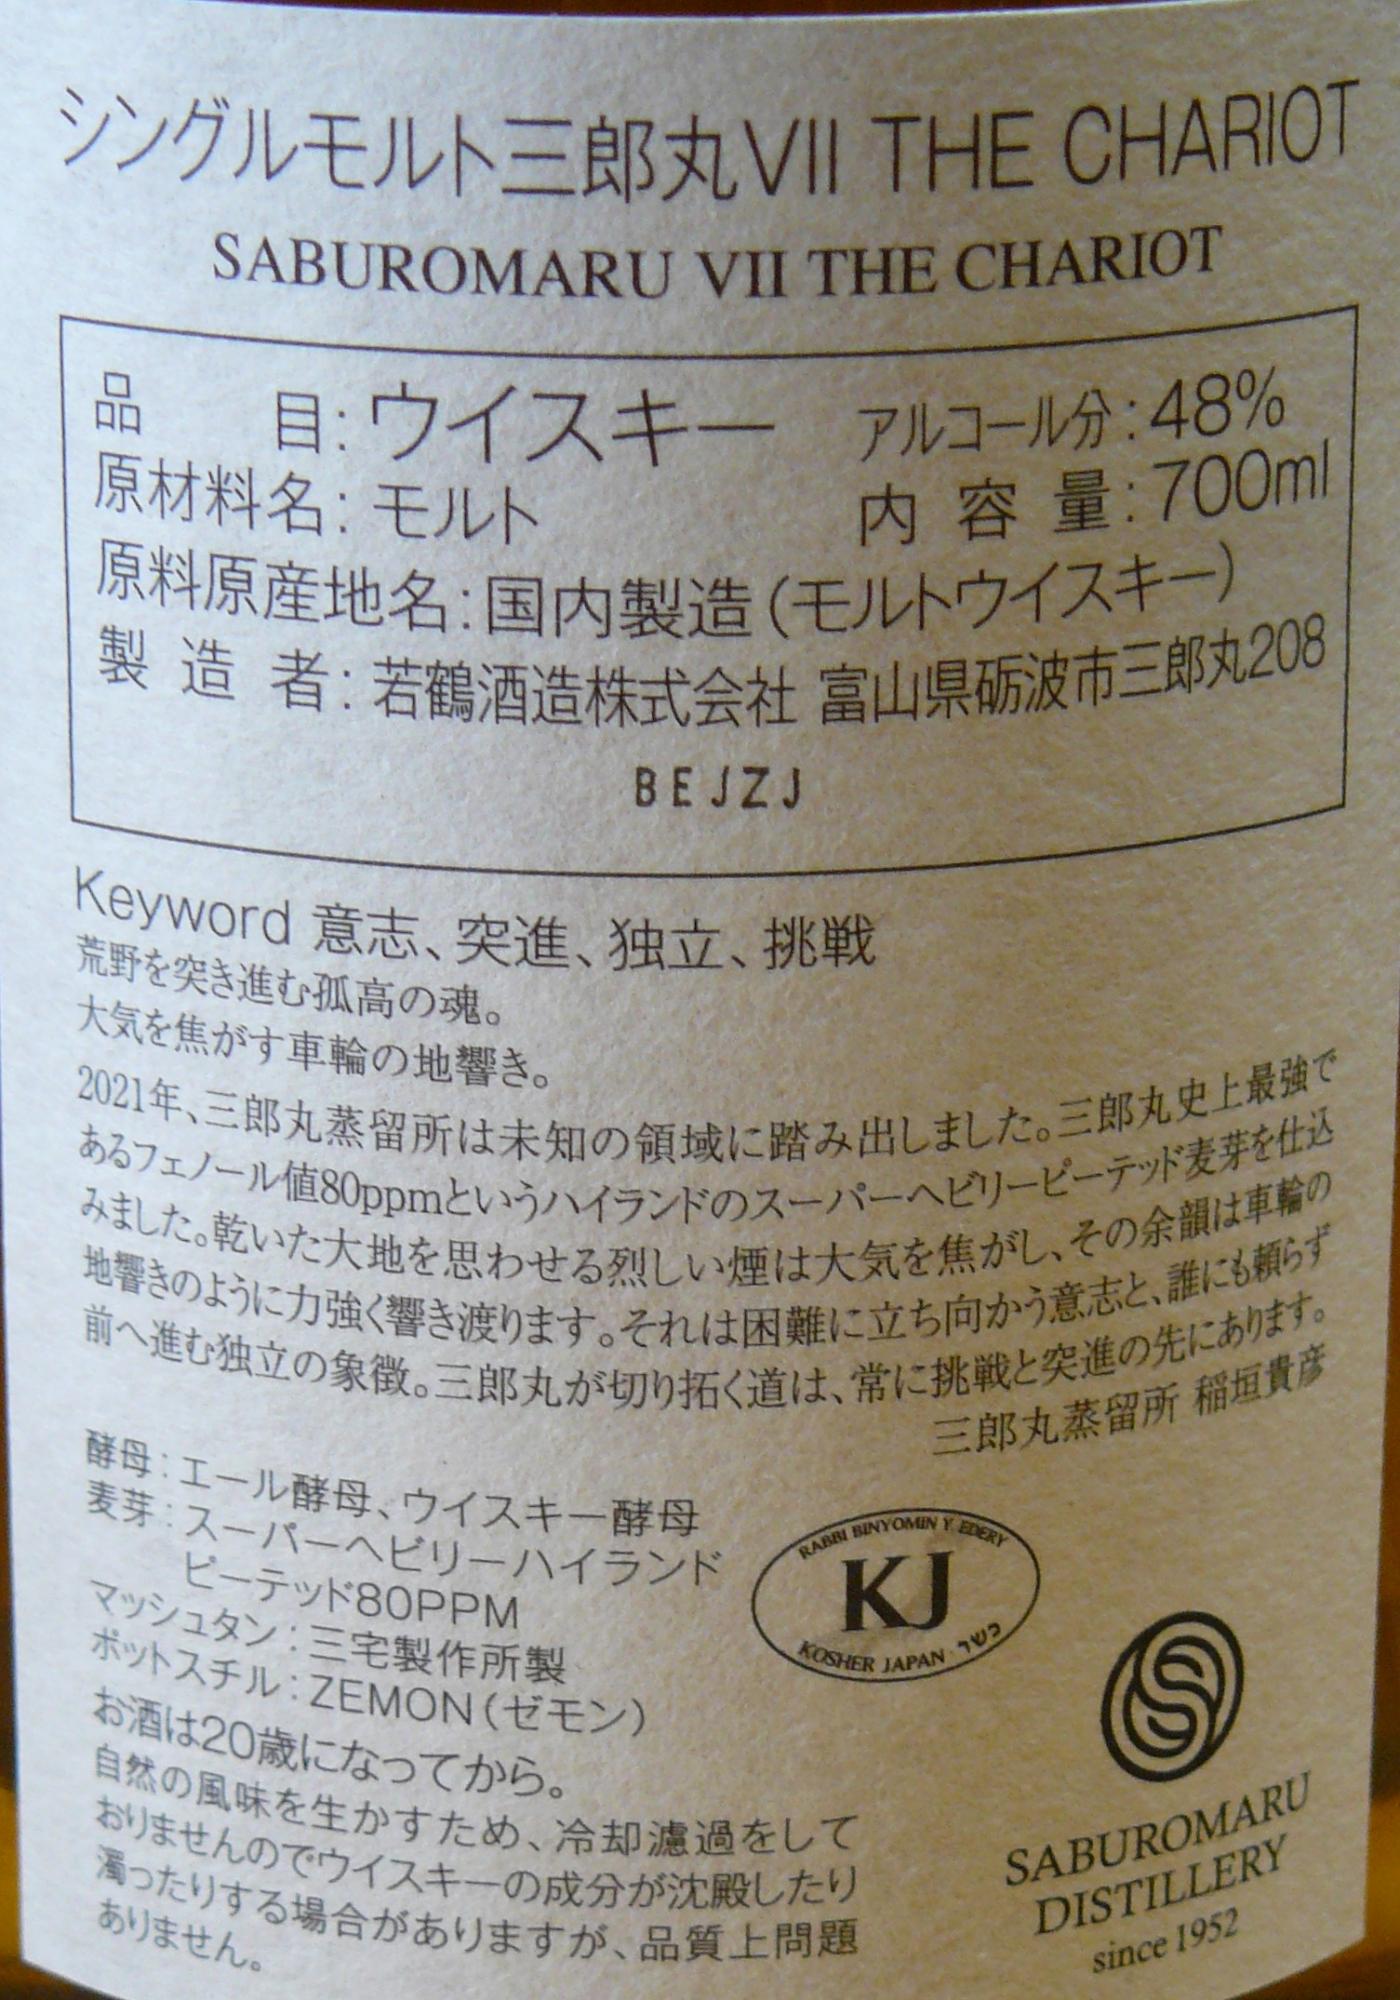 シングルモルト三郎丸VII THE CHARIOT
SABUROMARU VII THE CHARIOT
品目:ウイスキー アルコール分:48%
原材料名:モルト 内容量:700ml
原料原産地名:国内製造(モルトウイスキー)
製造者:若鶴酒造株式会社 富山県砺波市三郎丸208
BEJZJ
Keyword 意志、突進、独立、挑戦
荒野を突き進む孤高の魂。
大気を焦がす車輪の地響き。
2021年、三郎丸蒸留所は未知の領域に踏み出しました。三郎丸史上最強で
あるフェノール値80ppmというハイランドのスーパーヘビリーピーテッド麦芽を仕込
みました。乾いた大地を思わせる烈しい煙は大気を焦がし、その余韻は車輪の
地響きのように力強く響き渡ります。それは困難に立ち向かう意志と、誰にも頼らず
前へ進む独立の象徴。三郎丸が切り拓く道は、常に挑戦と突進の先にあります。
三郎丸蒸留所 稲垣貴彦
酵母:エール酵母、ウイスキー酵母
麦芽:スーパーヘビリーハイランド
ピーテッド80PPM
マッシュタン:三宅製作所製
ポットスチル:ZEMON(ゼモン)
お酒は20歳になってから。
自然の風味を生かすため、冷却濾過をして
おりませんのでウイスキーの成分が沈殿したり
濁ったりする場合がありますが、品質上問題
ありません。
RABBI BINYOMIN Y. EDERY
KJ
KOSHER JAPAN · כשר
SABUROMARU
DISTILLERY
since 1952